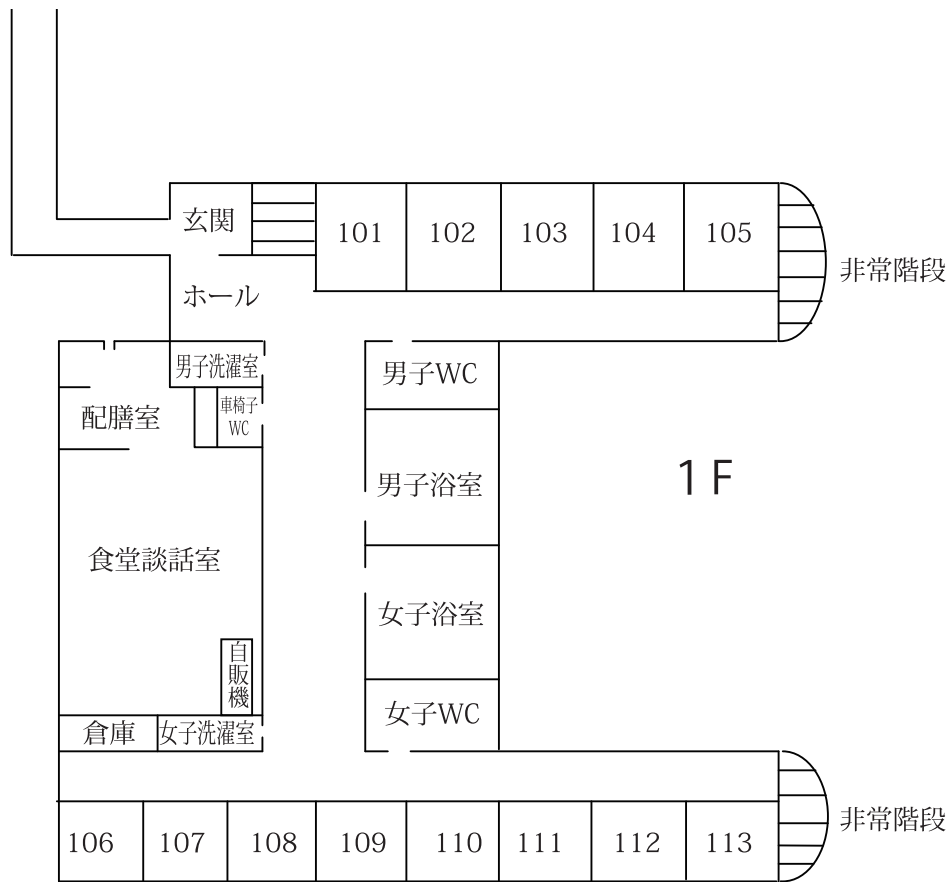 玄関
101
102
103
104
105
非常階段
ホール
男子洗濯室
男子WC
配膳室
車椅子
WC
男子浴室
1F
食堂談話室
女子浴室
自販機
倉庫
女子洗濯室
女子WC
106
107
108
109
110
111
112
113
非常階段